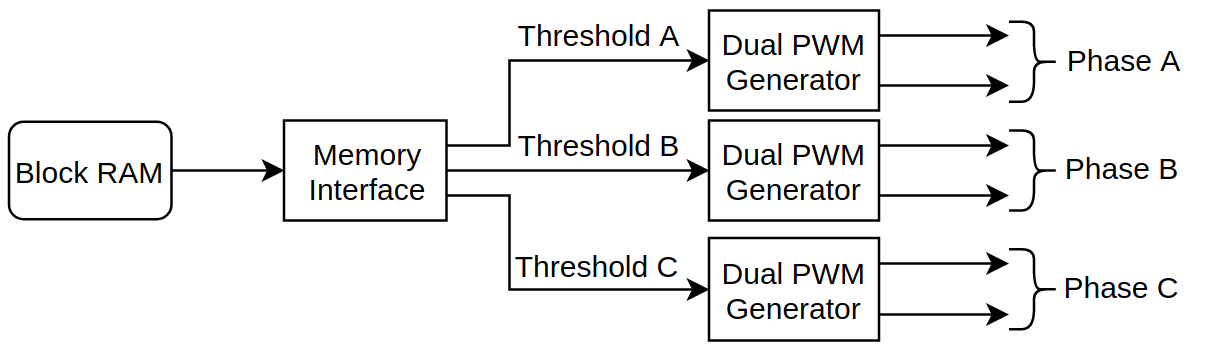 Block RAM
Memory
Interface
Threshold A
Dual PWM
Generator
Phase A
Threshold B
Dual PWM
Generator
Phase B
Threshold C
Dual PWM
Generator
Phase C